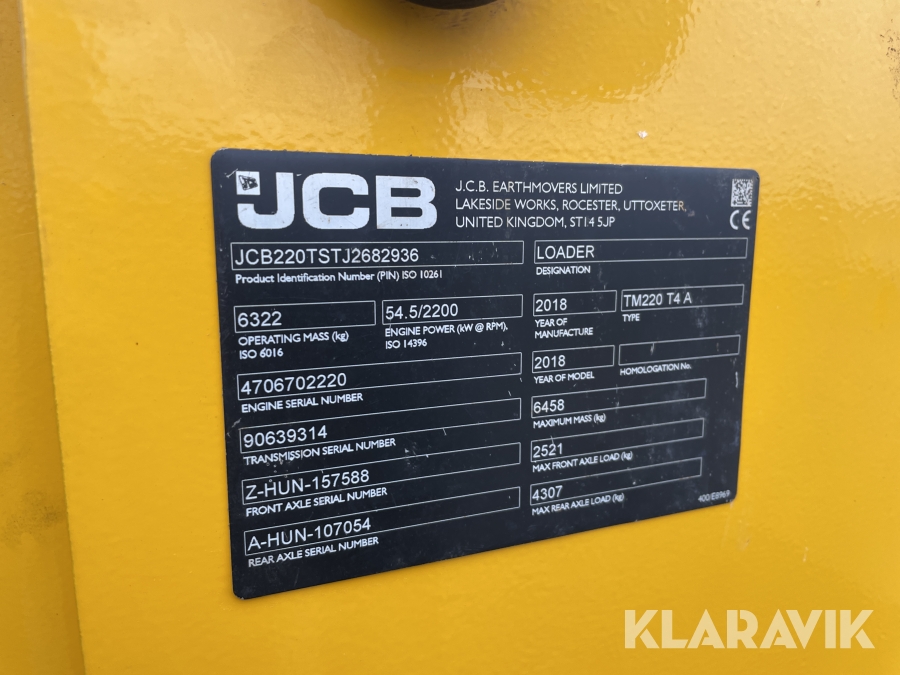 JCB
J.C.B. EARTHMOVERS LIMITED
LAKESIDE WORKS, ROCESTER, UTTOXETER,
UNITED KINGDOM, ST14 5JP
CE
JCB220TSTJ2682936
Product Identification Number (PIN) ISO 10261
LOADER
DESIGNATION
6322
OPERATING MASS (kg)
ISO 6016
54.5/2200
ENGINE POWER (kW @ RPM).
ISO 14396
2018
YEAR OF
MANUFACTURE
TM220 T4 A
TYPE
4706702220
ENGINE SERIAL NUMBER
2018
YEAR OF MODEL
HOMOLOGATION No.
90639314
TRANSMISSION SERIAL NUMBER
6458
MAXIMUM MASS (kg)
Z-HUN-157588
FRONT AXLE SERIAL NUMBER
2521
MAX FRONT AXLE LOAD (kg)
A-HUN-107054
REAR AXLE SERIAL NUMBER
4307
MAX REAR AXLE LOAD (kg)
400/E8969
KLARAVIK